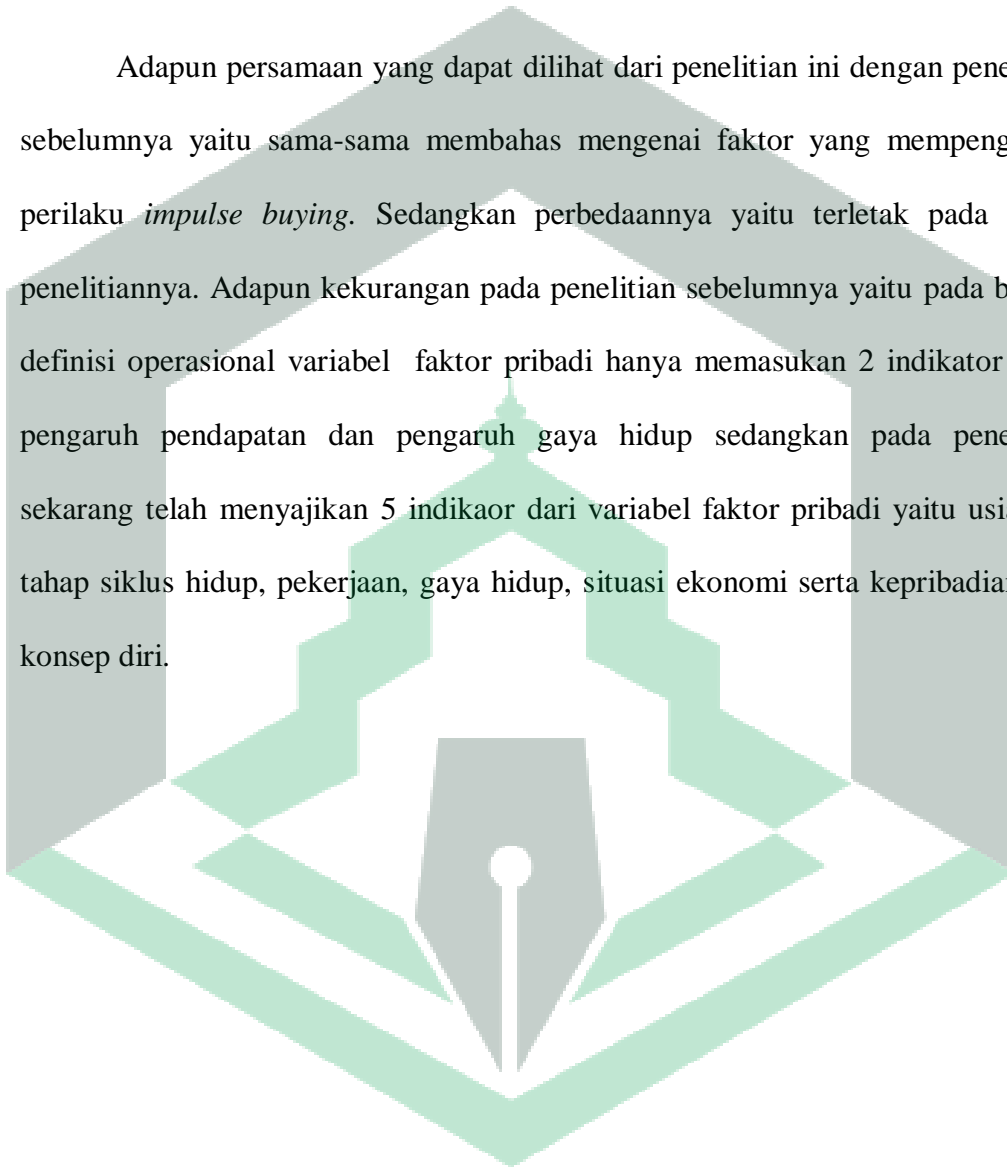 Adapun persamaan yang dapat dilihat dari penelitian ini dengan pene
sebelumnya yaitu sama-sama membahas mengenai faktor yang mempeng
perilaku impulse buying. Sedangkan perbedaannya yaitu terletak pada
penelitiannya. Adapun kekurangan pada penelitian sebelumnya yaitu pada b
definisi operasional variabel faktor pribadi hanya memasukan 2 indikator
pengaruh pendapatan dan pengaruh gaya hidup sedangkan pada pene
sekarang telah menyajikan 5 indikaor dari variabel faktor pribadi yaitu usia
tahap siklus hidup, pekerjaan, gaya hidup, situasi ekonomi serta kepribadian
konsep diri.